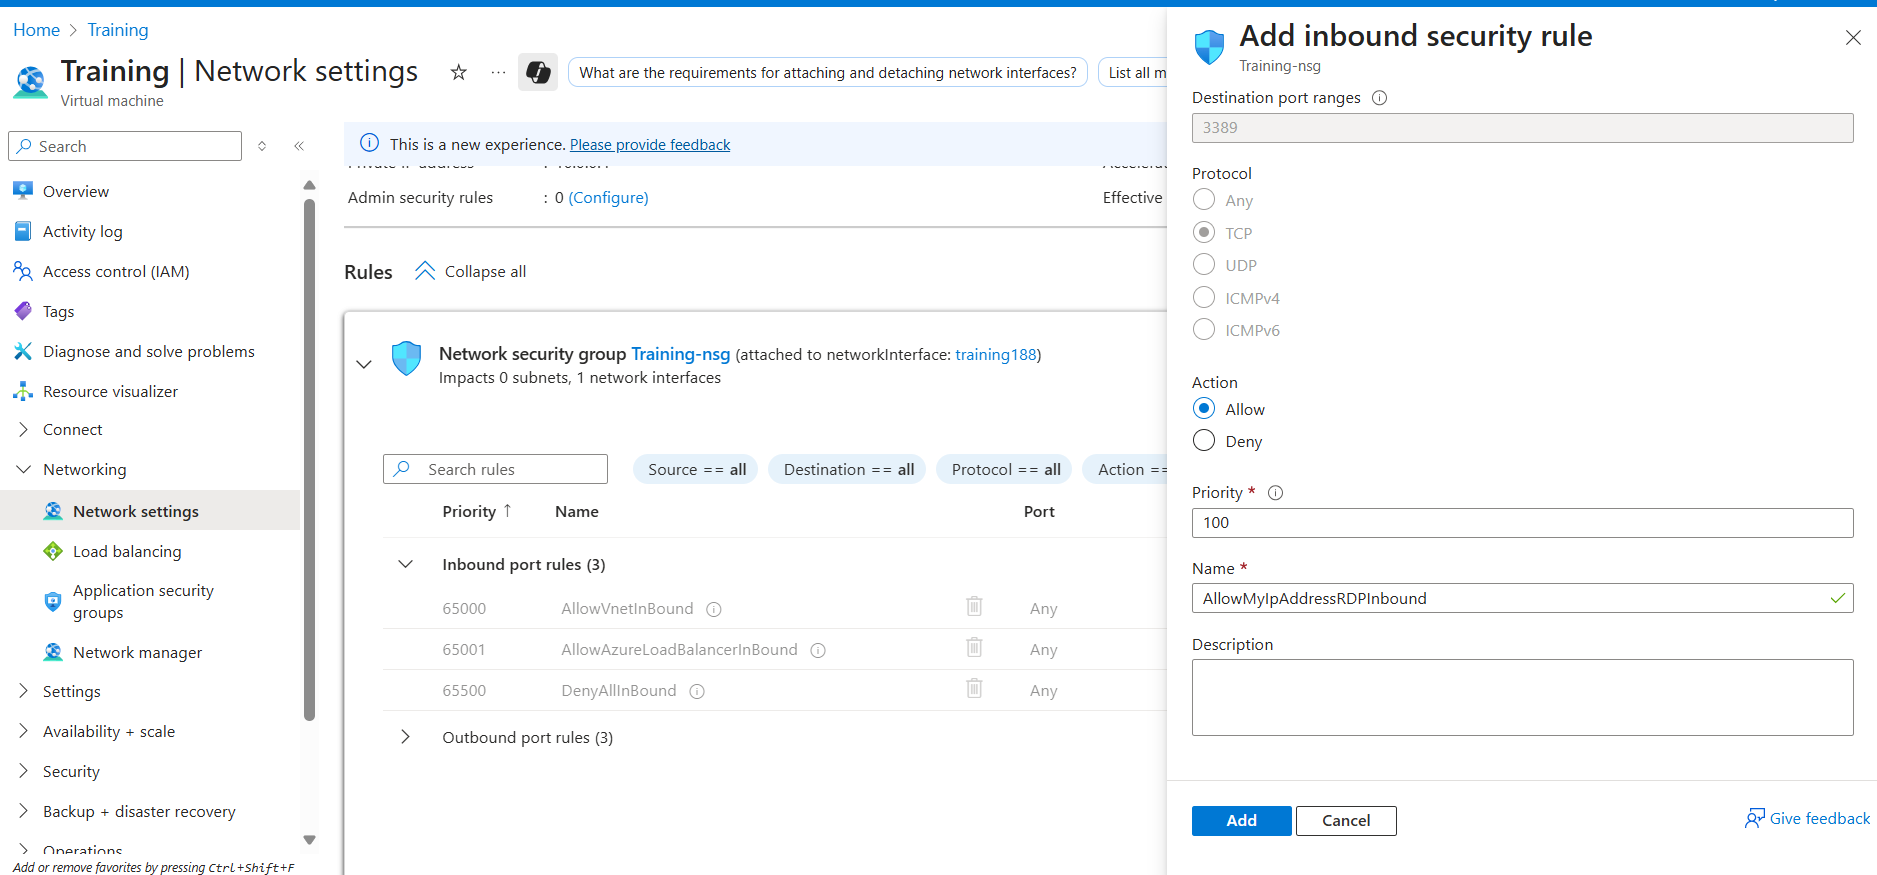 Home > Training
Training | Network settings
Virtual machine
What are the requirements for attaching and detaching network interfaces?
List all m
Search
Overview
Activity log
Access control (IAM)
Tags
Diagnose and solve problems
Resource visualizer
Connect
Networking
Network settings
Load balancing
Application security
groups
Network manager
Settings
Availability + scale
Security
Backup + disaster recovery
Operations
Add or remove favorites by pressing Ctrl+Shift+F
This is a new experience. Please provide feedback
Admin security rules : 0 (Configure)
Effective
Rules
Collapse all
Network security group Training-nsg (attached to networkInterface: training188)
Impacts 0 subnets, 1 network interfaces
Search rules
Source == all
Destination == all
Protocol == all
Action ==
Priority ↑ Name Port
Inbound port rules (3)
65000 AllowVnetInBound Any
65001 AllowAzureLoadBalancerInBound Any
65500 DenyAllInBound Any
Outbound port rules (3)
Add inbound security rule
Training-nsg
Destination port ranges
3389
Protocol
Any
TCP
UDP
ICMPv4
ICMPv6
Action
Allow
Deny
Priority *
100
Name *
AllowMyIpAddressRDPInbound
Description
Add
Cancel
Give feedback